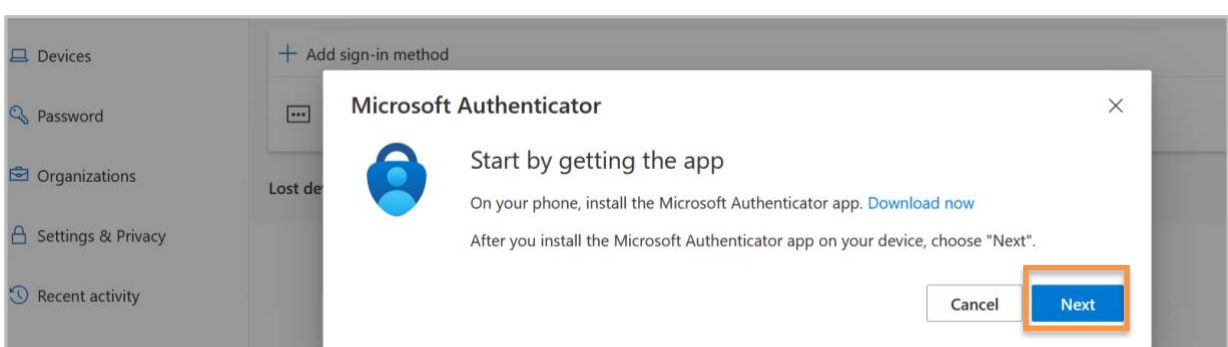 Devices
Password
Organizations
Settings & Privacy
Recent activity
Add sign-in method
Lost de
Microsoft Authenticator
Start by getting the app
On your phone, install the Microsoft Authenticator app. Download now
After you install the Microsoft Authenticator app on your device, choose "Next".
Cancel
Next